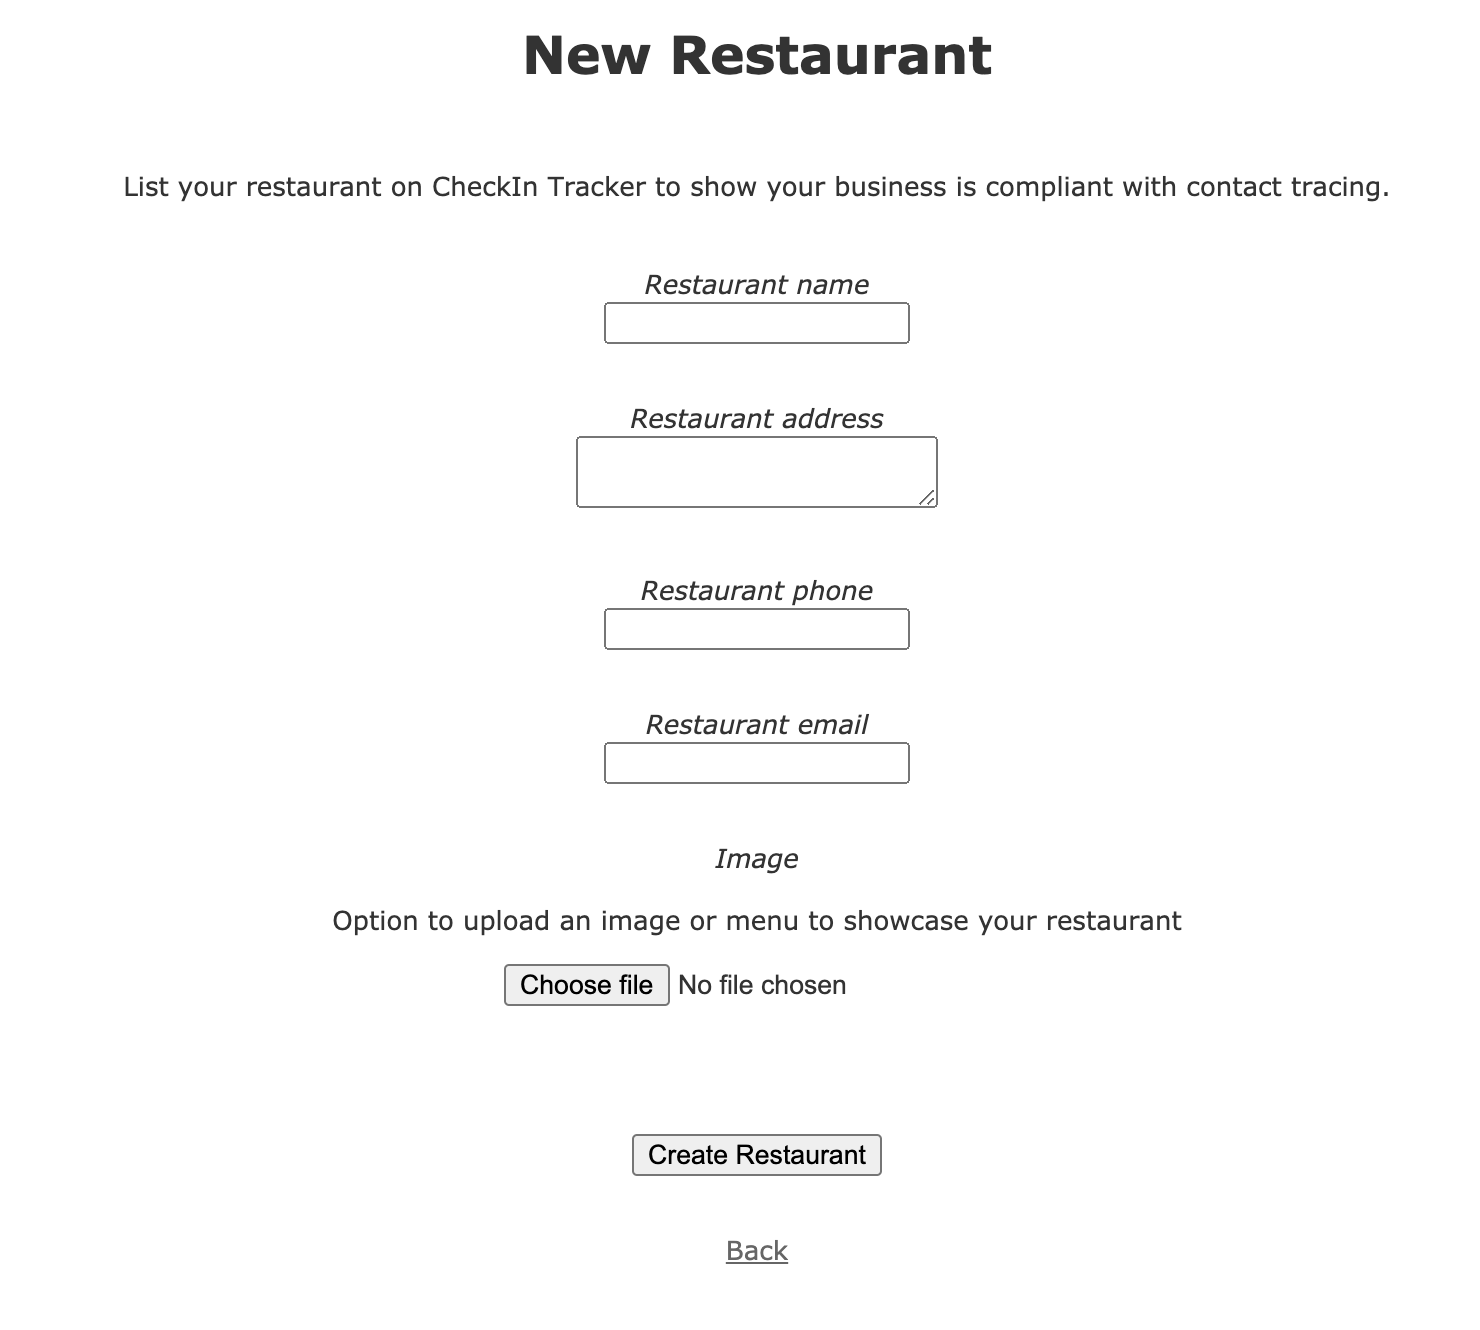 New Restaurant
List your restaurant on CheckIn Tracker to show your business is compliant with contact tracing.
Restaurant name
Restaurant address
Restaurant phone
Restaurant email
Image
Option to upload an image or menu to showcase your restaurant
Choose file No file chosen
Create Restaurant
Back